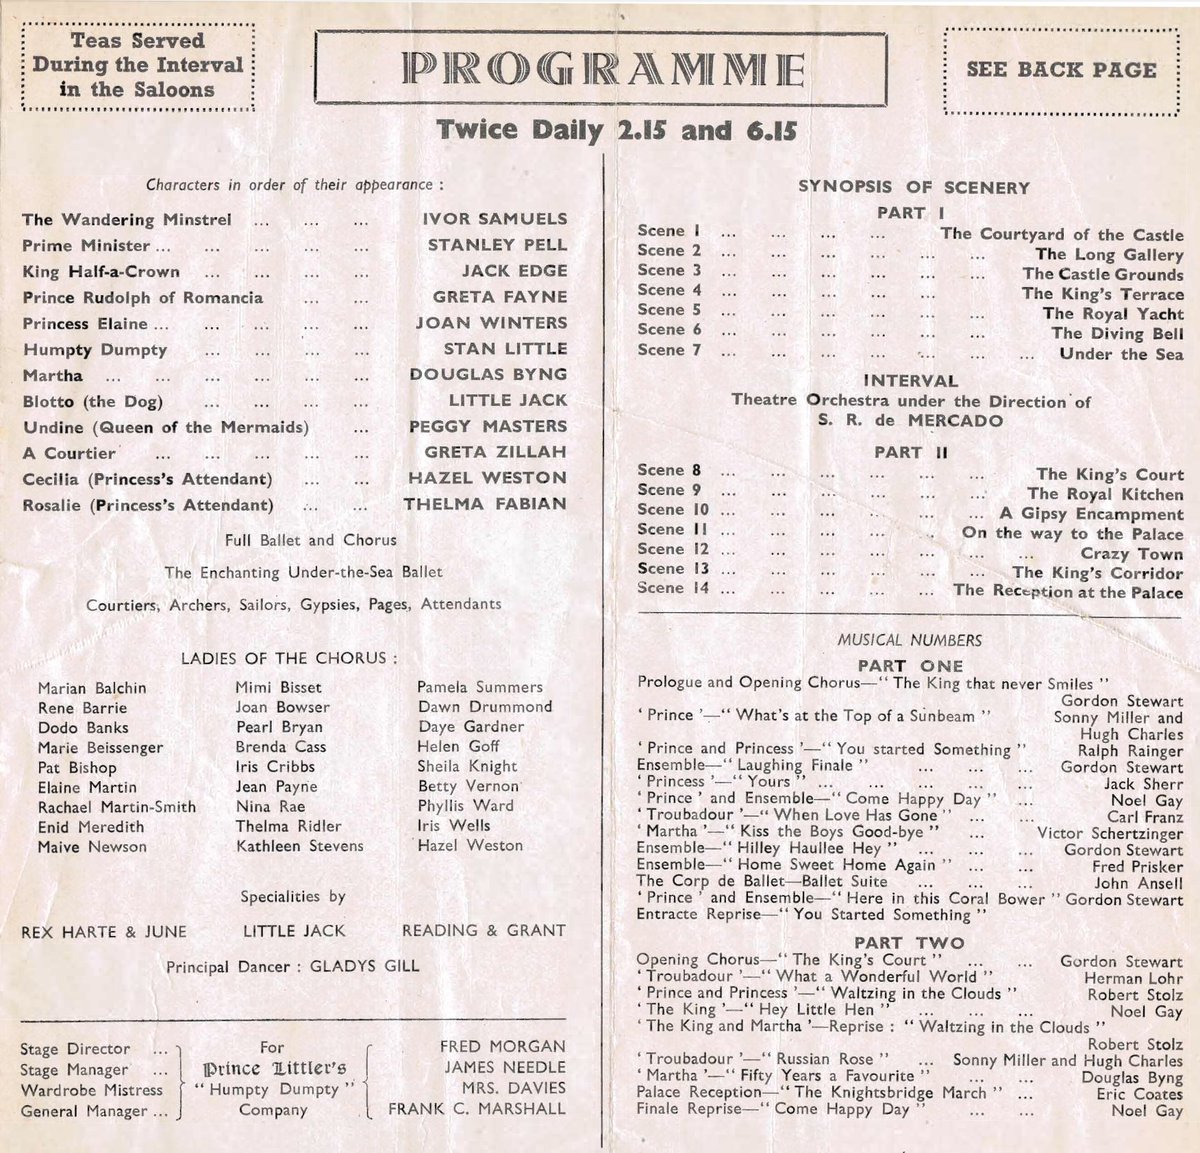 Teas Served
During the Interval
in the Saloons
PROGRAMME
SEE BACK PAGE
Twice Daily 2.15 and 6.15
Characters in order of their appearance :
The Wandering Minstrel ... ... ... IVOR SAMUELS
Prime Minister ... ... ... ... ... STANLEY PELL
King Half-a-Crown ... ... ... ... JACK EDGE
Prince Rudolph of Romancia ... ... GRETA FAYNE
Princess Elaine ... ... ... ... ... JOAN WINTERS
Humpty Dumpty ... ... ... ... STAN LITTLE
Martha ... ... ... ... ... ... DOUGLAS BYNG
Blotto (the Dog) ... ... ... ... LITTLE JACK
Undine (Queen of the Mermaids) ... PEGGY MASTERS
A Courtier ... ... ... ... ... GRETA ZILLAH
Cecilia (Princess's Attendant) ... ... HAZEL WESTON
Rosalie (Princess's Attendant) ... ... THELMA FABIAN
Full Ballet and Chorus
The Enchanting Under-the-Sea Ballet
Courtiers, Archers, Sailors, Gypsies, Pages, Attendants
LADIES OF THE CHORUS :
Marian Balchin Mimi Bisset Pamela Summers
Rene Barrie Joan Bowser Dawn Drummond
Dodo Banks Pearl Bryan Daye Gardner
Marie Beissenger Brenda Cass Helen Goff
Pat Bishop Iris Cribbs Sheila Knight
Elaine Martin Jean Payne Betty Vernon
Rachael Martin-Smith Nina Rae Phyllis Ward
Enid Meredith Thelma Ridler Iris Wells
Maive Newson Kathleen Stevens Hazel Weston
Specialities by
REX HARTE & JUNE LITTLE JACK READING & GRANT
Principal Dancer : GLADYS GILL
Stage Director ... For FRED MORGAN
Stage Manager ... Prince Littler's JAMES NEEDLE
Wardrobe Mistress " Humpty Dumpty " MRS. DAVIES
General Manager ... Company FRANK C. MARSHALL
SYNOPSIS OF SCENERY
PART I
Scene 1 ... ... ... ... The Courtyard of the Castle
Scene 2 ... ... ... ... ... ... The Long Gallery
Scene 3 ... ... ... ... ... ... The Castle Grounds
Scene 4 ... ... ... ... ... The King's Terrace
Scene 5 ... ... ... ... ... ... The Royal Yacht
Scene 6 ... ... ... ... ... ... The Diving Bell
Scene 7 ... ... ... ... ... ... ... Under the Sea
INTERVAL
Theatre Orchestra under the Direction of
S. R. de MERCADO
PART II
Scene 8 ... ... ... ... ... ... The King's Court
Scene 9 ... ... ... ... ... ... The Royal Kitchen
Scene 10 ... ... ... ... ... ... A Gipsy Encampment
Scene 11 ... ... ... ... ... On the way to the Palace
Scene 12 ... ... ... ... ... ... ... Crazy Town
Scene 13 ... ... ... ... ... ... The King's Corridor
Scene 14 ... ... ... ... ... The Reception at the Palace
MUSICAL NUMBERS
PART ONE
Prologue and Opening Chorus—" The King that never Smiles "
Gordon Stewart
' Prince '—" What's at the Top of a Sunbeam " Sonny Miller and
Hugh Charles
' Prince and Princess '—" You started Something " Ralph Rainger
Ensemble—" Laughing Finale " ... ... ... Gordon Stewart
' Princess '—" Yours " ... ... ... ... ... Jack Sherr
' Prince ' and Ensemble—" Come Happy Day " ... ... Noel Gay
' Troubadour '—" When Love Has Gone " ... ... Carl Franz
' Martha '—" Kiss the Boys Good-bye " ... Victor Schertzinger
Ensemble—" Hilley Haullee Hey " ... ... ... Gordon Stewart
Ensemble—" Home Sweet Home Again " ... ... Fred Prisker
The Corp de Ballet—Ballet Suite ... ... ... John Ansell
' Prince ' and Ensemble—" Here in this Coral Bower " Gordon Stewart
Entracte Reprise—" You Started Something "
PART TWO
Opening Chorus—" The King's Court " ... ... Gordon Stewart
' Troubadour '—" What a Wonderful World " Herman Lohr
' Prince and Princess '—" Waltzing in the Clouds " Robert Stolz
' The King '—" Hey Little Hen " ... ... ... Noel Gay
' The King and Martha '—Reprise : " Waltzing in the Clouds "
Robert Stolz
' Troubadour '—" Russian Rose " ... Sonny Miller and Hugh Charles
' Martha '—" Fifty Years a Favourite " ... ... Douglas Byng
Palace Reception—" The Knightsbridge March " ... Eric Coates
Finale Reprise—" Come Happy Day " ... ... ... Noel Gay